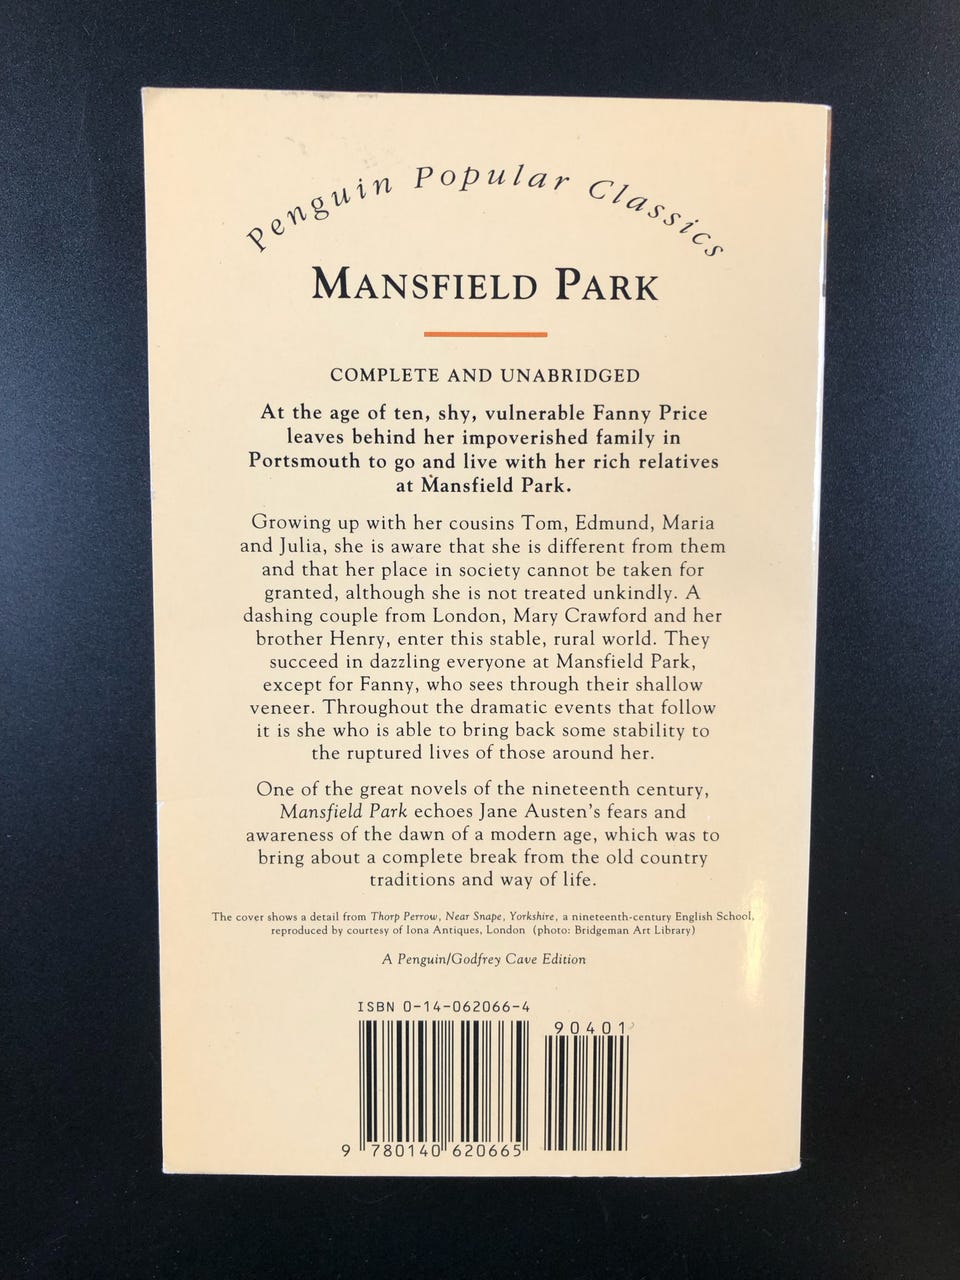 Penguin Popular Classics
MANSFIELD PARK
COMPLETE AND UNABRIDGED
At the age of ten, shy, vulnerable Fanny Price
leaves behind her impoverished family in
Portsmouth to go and live with her rich relatives
at Mansfield Park.
Growing up with her cousins Tom, Edmund, Maria
and Julia, she is aware that she is different from them
and that her place in society cannot be taken for
granted, although she is not treated unkindly. A
dashing couple from London, Mary Crawford and her
brother Henry, enter this stable, rural world. They
succeed in dazzling everyone at Mansfield Park,
except for Fanny, who sees through their shallow
veneer. Throughout the dramatic events that follow
it is she who is able to bring back some stability to
the ruptured lives of those around her.
One of the great novels of the nineteenth century,
Mansfield Park echoes Jane Austen's fears and
awareness of the dawn of a modern age, which was to
bring about a complete break from the old country
traditions and way of life.
The cover shows a detail from Thorp Perrow, Near Snape, Yorkshire, a nineteenth-century English School,
reproduced by courtesy of Iona Antiques, London (photo: Bridgeman Art Library)
A Penguin/Godfrey Cave Edition
ISBN 0-14-062066-4
90401
9 780140 620665